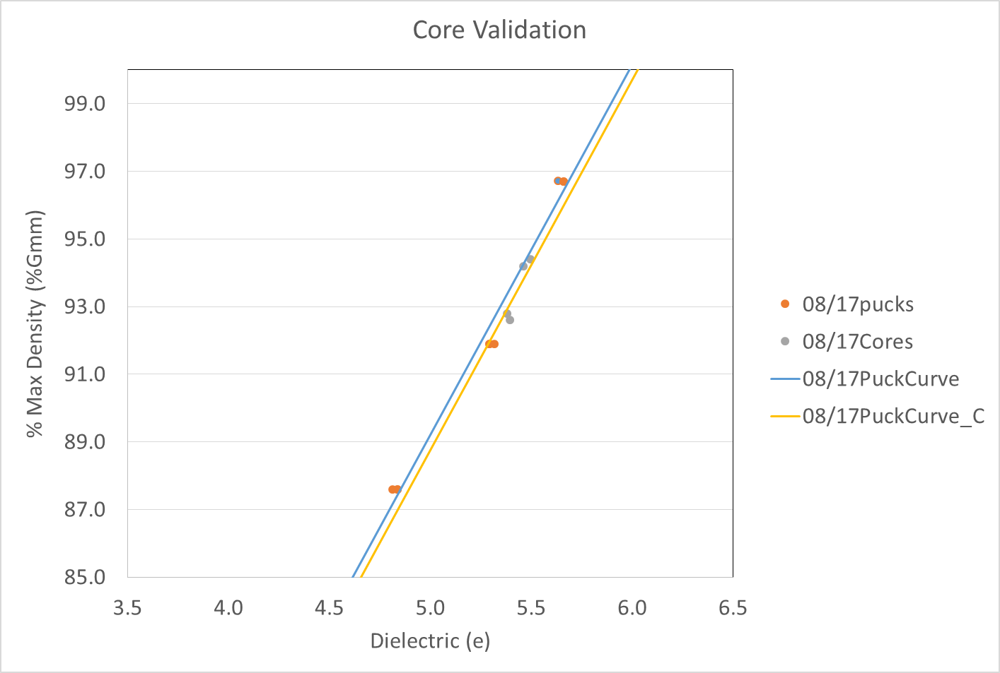 Core Validation
99.0
97.0
95.0
93.0
91.0
89.0
87.0
85.0
% Max Density (%Gmm)
3.5 4.0 4.5 5.0 5.5 6.0 6.5
Dielectric (e)
08/17pucks
08/17Cores
08/17PuckCurve
08/17PuckCurve_C